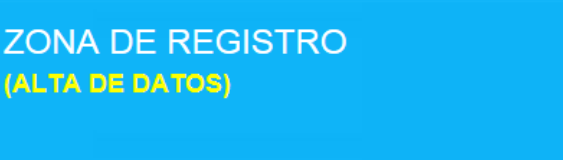 ZONA DE REGISTRO
(ALTA DE DATOS)